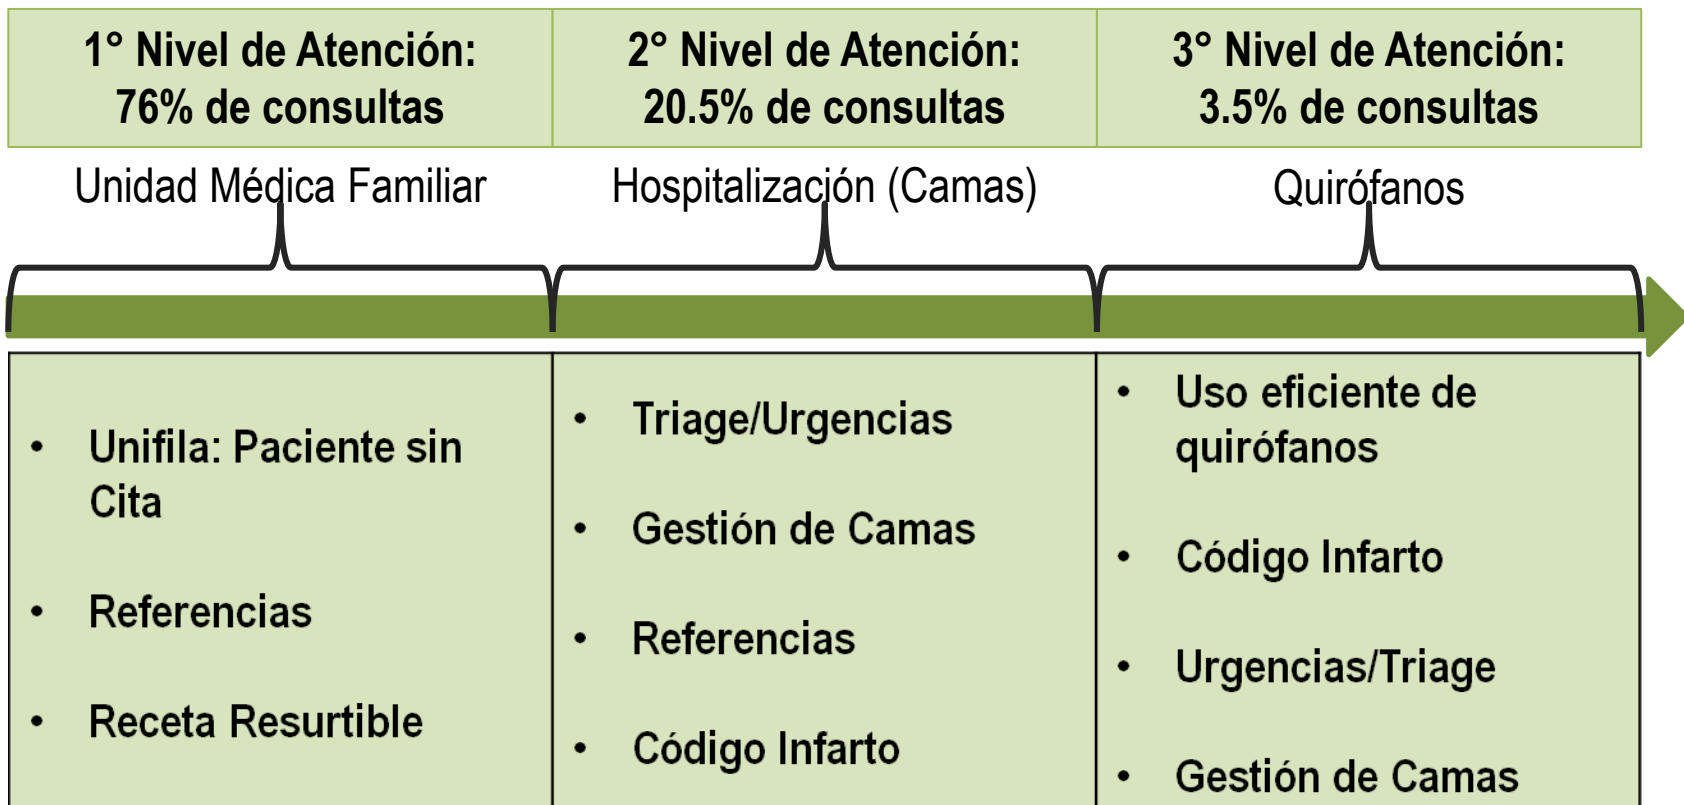 1° Nivel de Atención:
76% de consultas
2° Nivel de Atención:
20.5% de consultas
3° Nivel de Atención:
3.5% de consultas
Unidad Médica Familiar
Hospitalización (Camas)
Quirófanos
• Unifila: Paciente sin
Cita
• Referencias
• Receta Resurtible
• Triage/Urgencias
• Gestión de Camas
• Referencias
• Código Infarto
• Uso eficiente de
quirófanos
• Código Infarto
• Urgencias/Triage
• Gestión de Camas